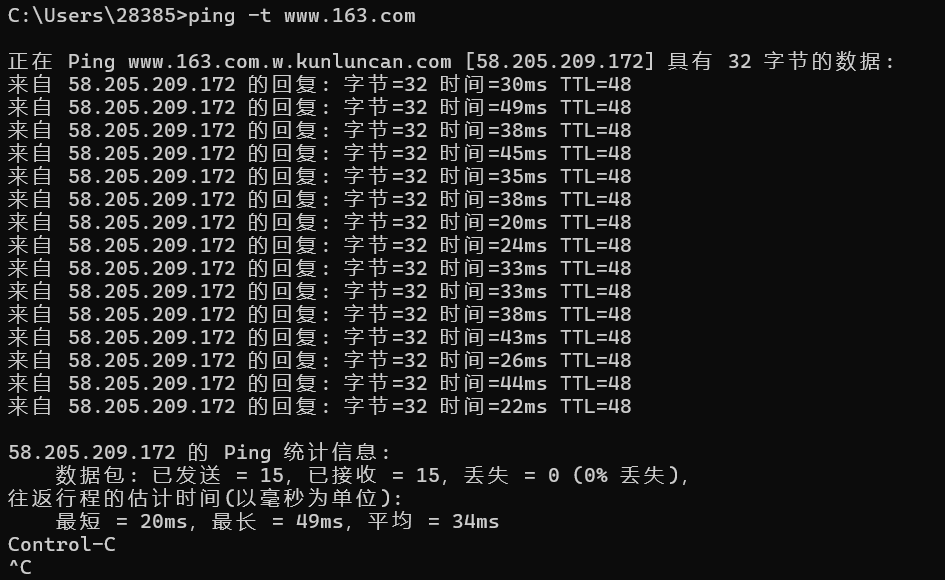 C:\Users\28385>ping -t www.163.com
正在 Ping www.163.com.w.kunluncan.com [58.205.209.172] 具有 32 字节的数据:
来自 58.205.209.172 的回复: 字节=32 时间=30ms TTL=48
来自 58.205.209.172 的回复: 字节=32 时间=49ms TTL=48
来自 58.205.209.172 的回复: 字节=32 时间=38ms TTL=48
来自 58.205.209.172 的回复: 字节=32 时间=45ms TTL=48
来自 58.205.209.172 的回复: 字节=32 时间=35ms TTL=48
来自 58.205.209.172 的回复: 字节=32 时间=38ms TTL=48
来自 58.205.209.172 的回复: 字节=32 时间=20ms TTL=48
来自 58.205.209.172 的回复: 字节=32 时间=24ms TTL=48
来自 58.205.209.172 的回复: 字节=32 时间=33ms TTL=48
来自 58.205.209.172 的回复: 字节=32 时间=33ms TTL=48
来自 58.205.209.172 的回复: 字节=32 时间=38ms TTL=48
来自 58.205.209.172 的回复: 字节=32 时间=43ms TTL=48
来自 58.205.209.172 的回复: 字节=32 时间=26ms TTL=48
来自 58.205.209.172 的回复: 字节=32 时间=44ms TTL=48
来自 58.205.209.172 的回复: 字节=32 时间=22ms TTL=48
58.205.209.172 的 Ping 统计信息:
数据包: 已发送 = 15, 已接收 = 15, 丢失 = 0 (0% 丢失),
往返行程的估计时间(以毫秒为单位):
最短 = 20ms, 最长 = 49ms, 平均 = 34ms
Control-C
^C